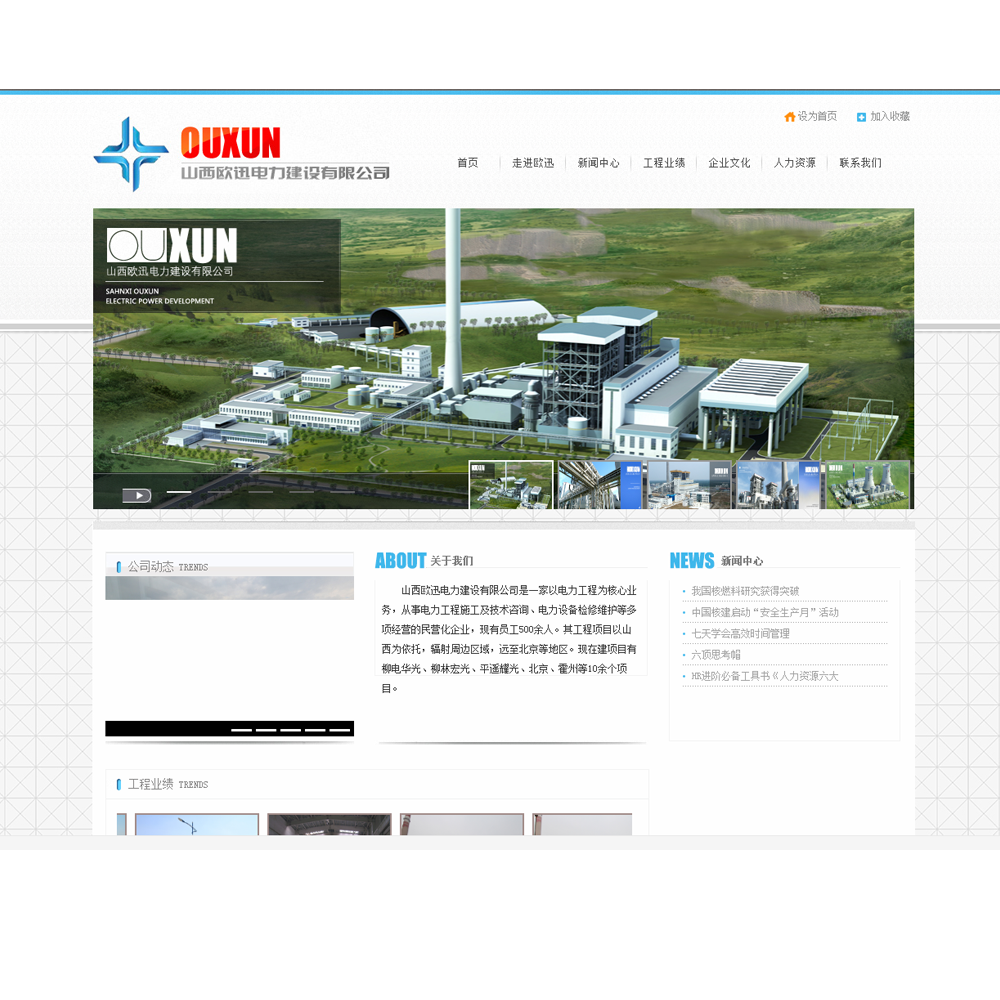 设为首页 加入收藏
OUXUN
山西欧迅电力建设有限公司
首页 走进欧迅 新闻中心 工程业绩 企业文化 人力资源 联系我们
OUXUN
山西欧迅电力建设有限公司
SAHNXI OUXUN
ELECTRIC POWER DEVELOPMENT
公司动态 TRENDS
ABOUT 关于我们
山西欧迅电力建设有限公司是一家以电力工程为核心业
务，从事电力工程施工及技术咨询、电力设备检修维护等多
项经营的民营化企业，现有员工500余人。其工程项目以山
西为依托，辐射周边区域，远至北京等地区。现在建项目有
柳电华光、柳林宏光、平遥耀光、北京、霍州等10余个项
目。
NEWS 新闻中心
我国核燃料研究获得突破
中国核建启动“安全生产月”活动
七天学会高效时间管理
六顶思考帽
HR进阶必备工具书《人力资源六大
工程业绩 TRENDS